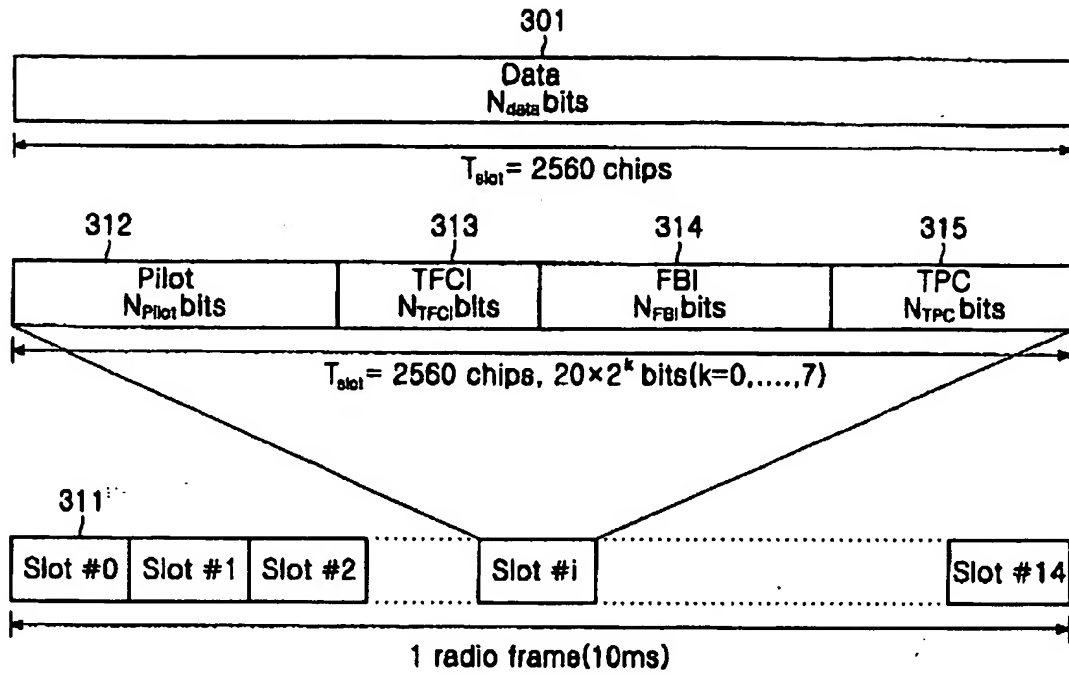 301
Data
N_data bits
T_slot = 2560 chips
312 313 314 315
Pilot TFCI FBI TPC
N_Pilot bits N_TFCI bits N_FBI bits N_TPC bits
T_slot = 2560 chips, 20×2^k bits(k=0,.....,7)
311
Slot #0 Slot #1 Slot #2 Slot #i Slot #14
1 radio frame(10ms)